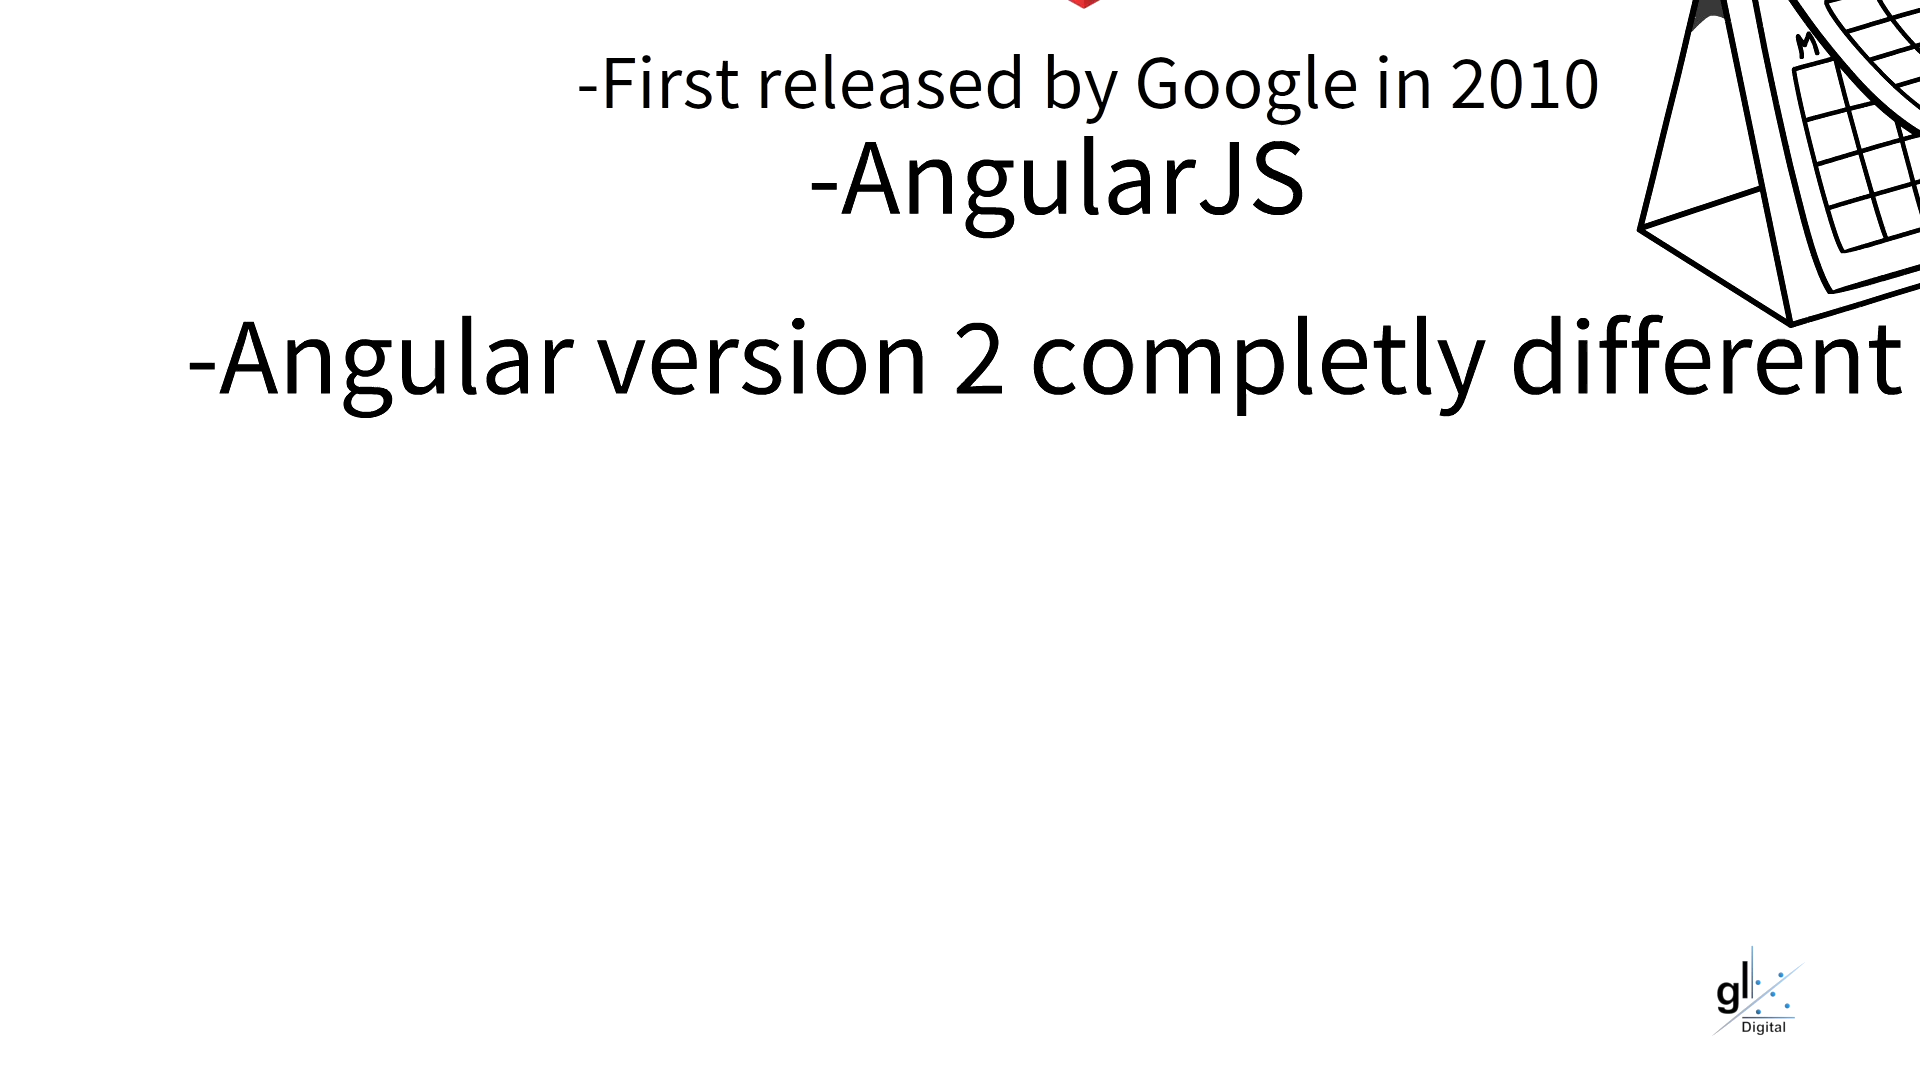 -First released by Google in 2010
M
-AngularJS
-Angular version 2 completly different
gl
Digital